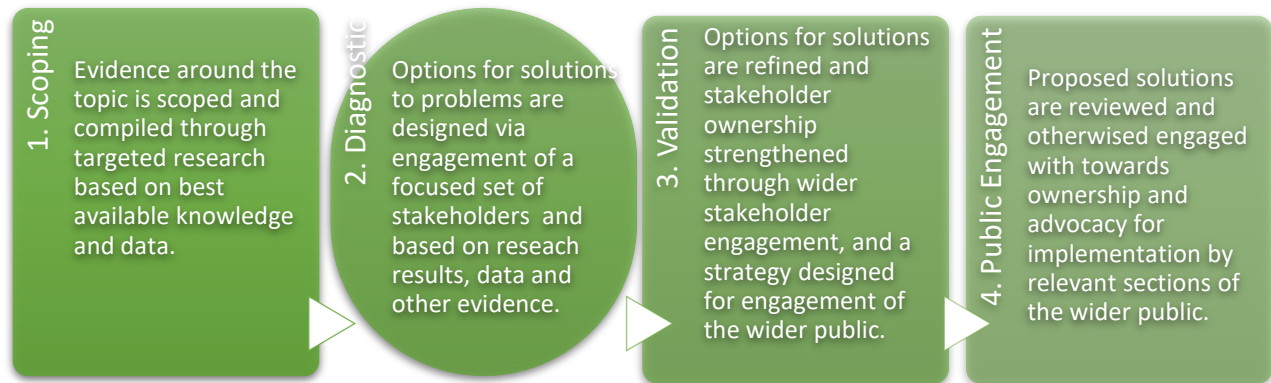 1. Scoping
Evidence around the
topic is scoped and
compiled through
targeted research
based on best
available knowledge
and data.
2. Diagnostic
Options for solutions
to problems are
designed via
engagement of a
focused set of
stakeholders and
based on reseach
results, data and
other evidence.
3. Validation
Options for solutions
are refined and
stakeholder
ownership
strengthened
through wider
stakeholder
engagement, and a
strategy designed
for engagement of
the wider public.
4. Public Engagement
Proposed solutions
are reviewed and
otherwised engaged
with towards
ownership and
advocacy for
implementation by
relevant sections of
the wider public.